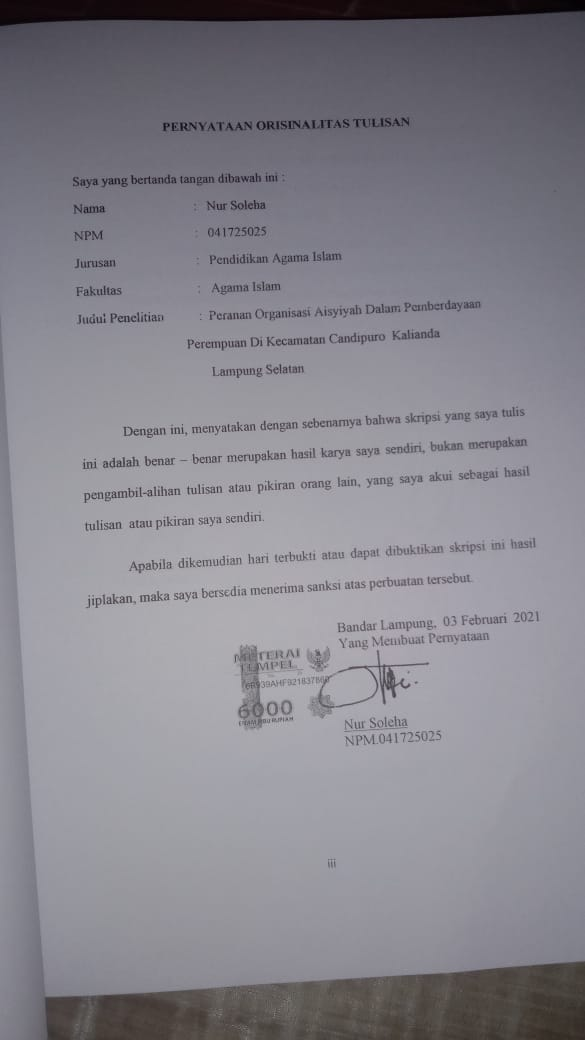 PERNYATAAN ORISINALITAS TULISAN
Saya yang bertanda tangan dibawah ini :
Nama : Nur Soleha
NPM : 041725025
Jurusan : Pendidikan Agama Islam
Fakultas : Agama Islam
Judul Penelitian : Peranan Organisasi Aisyiyah Dalam Pemberdayaan
Perempuan Di Kecamatan Candipuro Kalianda
Lampung Selatan
Dengan ini, menyatakan dengan sebenarnya bahwa skripsi yang saya tulis
ini adalah benar – benar merupakan hasil karya saya sendiri, bukan merupakan
pengambil-alihan tulisan atau pikiran orang lain, yang saya akui sebagai hasil
tulisan atau pikiran saya sendiri.
Apabila dikemudian hari terbukti atau dapat dibuktikan skripsi ini hasil
jiplakan, maka saya bersedia menerima sanksi atas perbuatan tersebut.
Bandar Lampung, 03 Februari 2021
Yang Membuat Pernyataan
METERAI
TEMPEL
6000
ENAM RIBU RUPIAH
Nur Soleha
NPM.041725025
iii